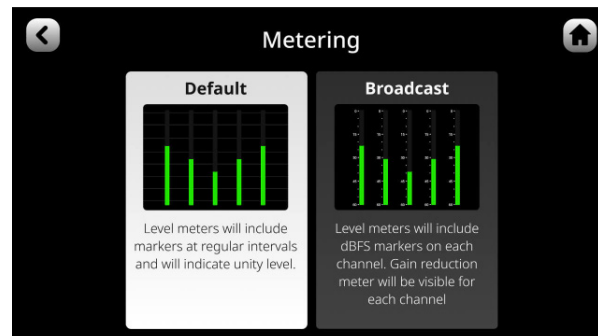 Metering
Default
Level meters will include
markers at regular intervals
and will indicate unity level.
Broadcast
Level meters will include
dBFS markers on each
channel. Gain reduction
meter will be visible for
each channel